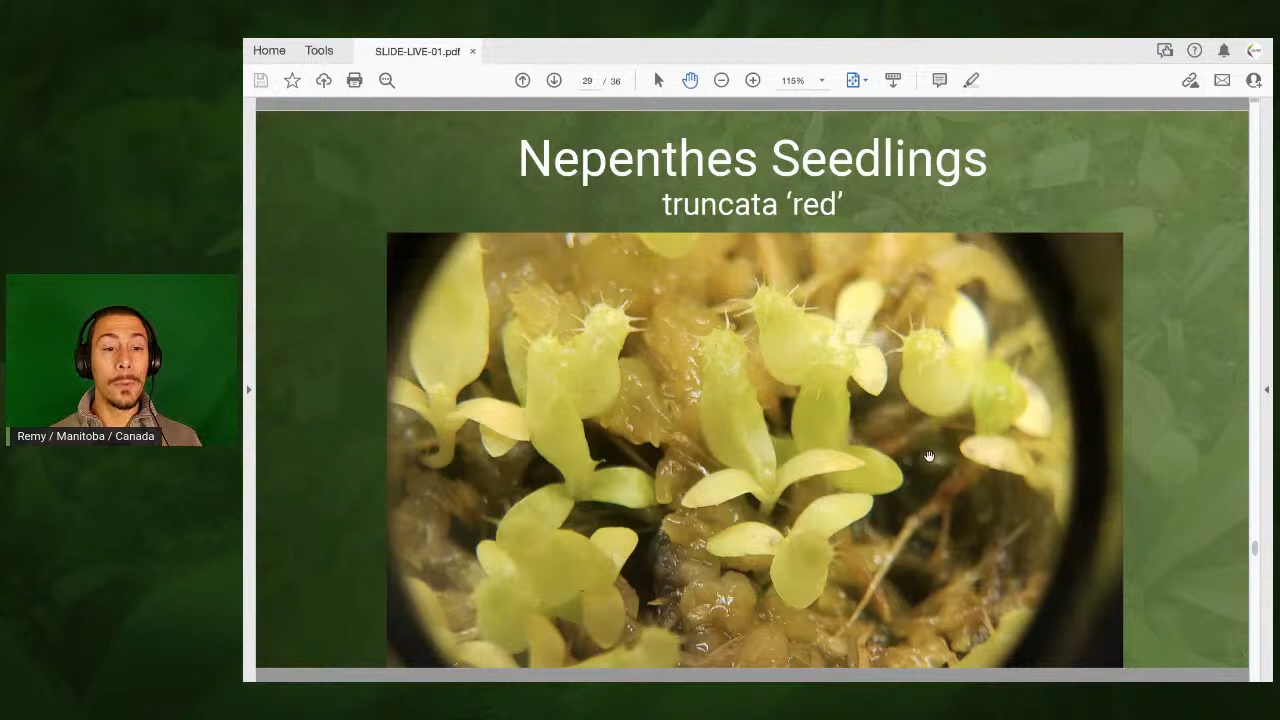 Home
Tools
SLIDE-LIVE-01.pdf
29 / 36
115%
Nepenthes Seedlings
truncata ‘red’
Remy / Manitoba / Canada